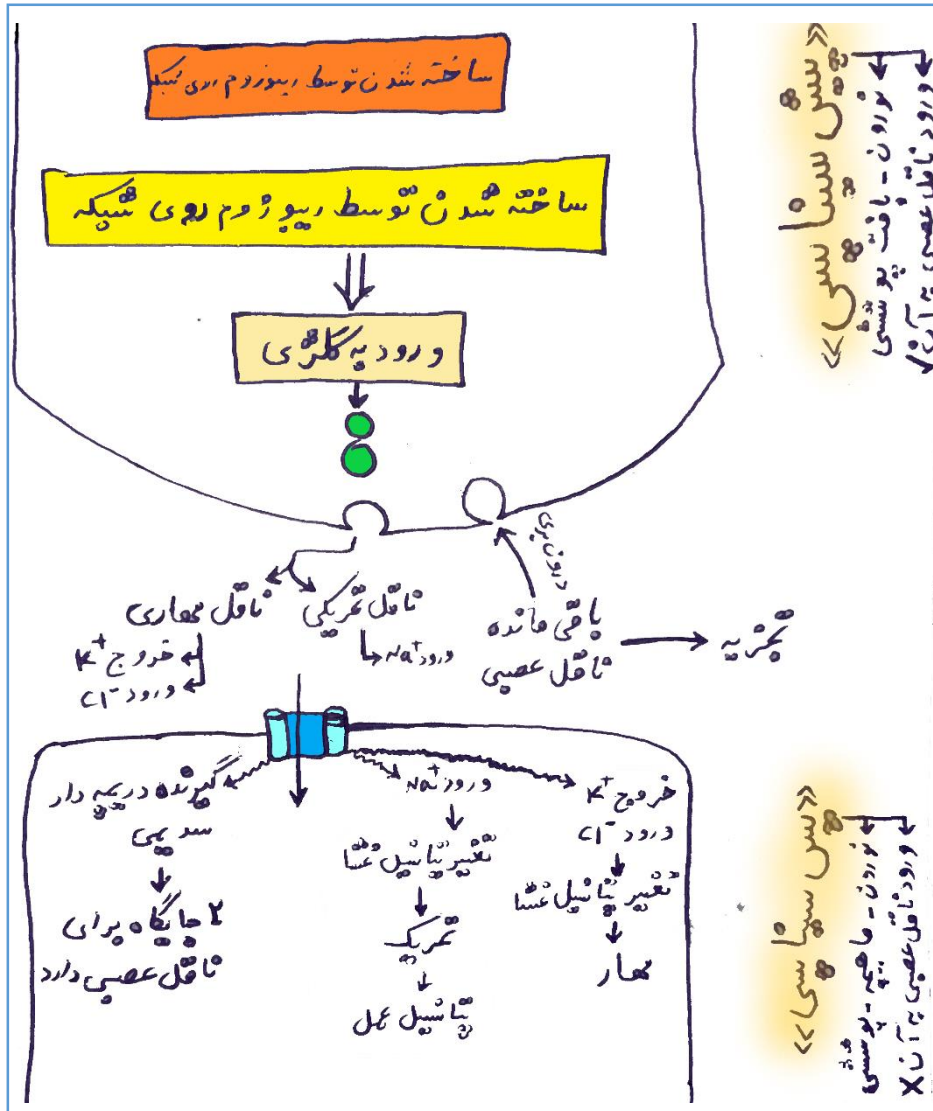 ساخته شدن توسط ریبوزوم روی شبکه
ساخته شدن توسط ریبوزوم روی شبکه
ورود به گلژی
«پیش سیناپسی»
نورون - بافت پوششی
ورود ناقل عصبی به آن ✓
درون بری
باقی مانده
ناقل عصبی
تجزیه
ناقل تحریکی
ورود Na+
ناقل مهاری
خروج K+
ورود Cl-
گیرنده دریچه دار
سدیمی
۲ جایگاه برای
ناقل عصبی دارد
ورود Na+
تغییر پتانسیل غشا
تحریک
پتانسیل عمل
خروج K+
ورود Cl-
تغییر پتانسیل غشا
مهار
«پس سیناپسی»
نورون - ماهیچه - پوششی
ورود ناقل عصبی به آن X